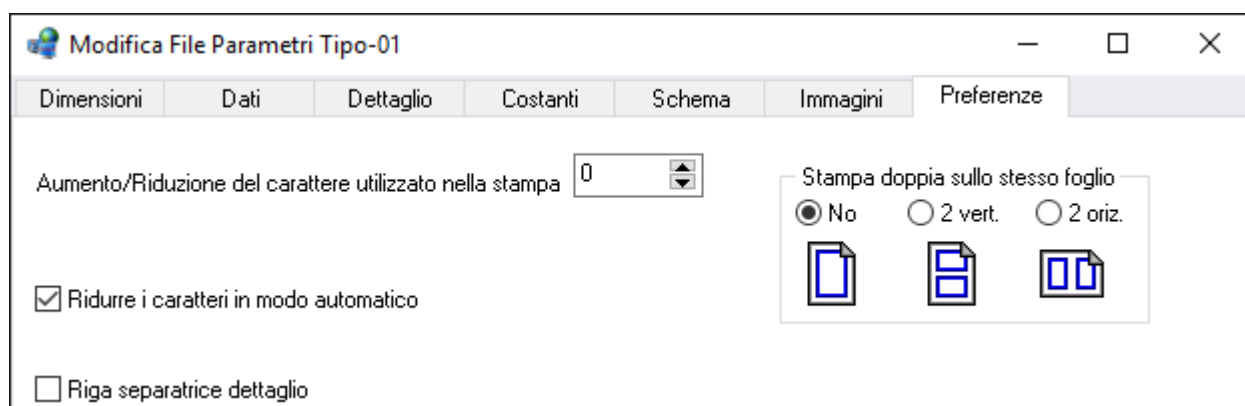 Modifica File Parametri Tipo-01
Dimensioni Dati Dettaglio Costanti Schema Immagini Preferenze
Aumento/Riduzione del carattere utilizzato nella stampa 0
Stampa doppia sullo stesso foglio
No 2 vert. 2 oriz.
Ridurre i caratteri in modo automatico
Riga separatrice dettaglio